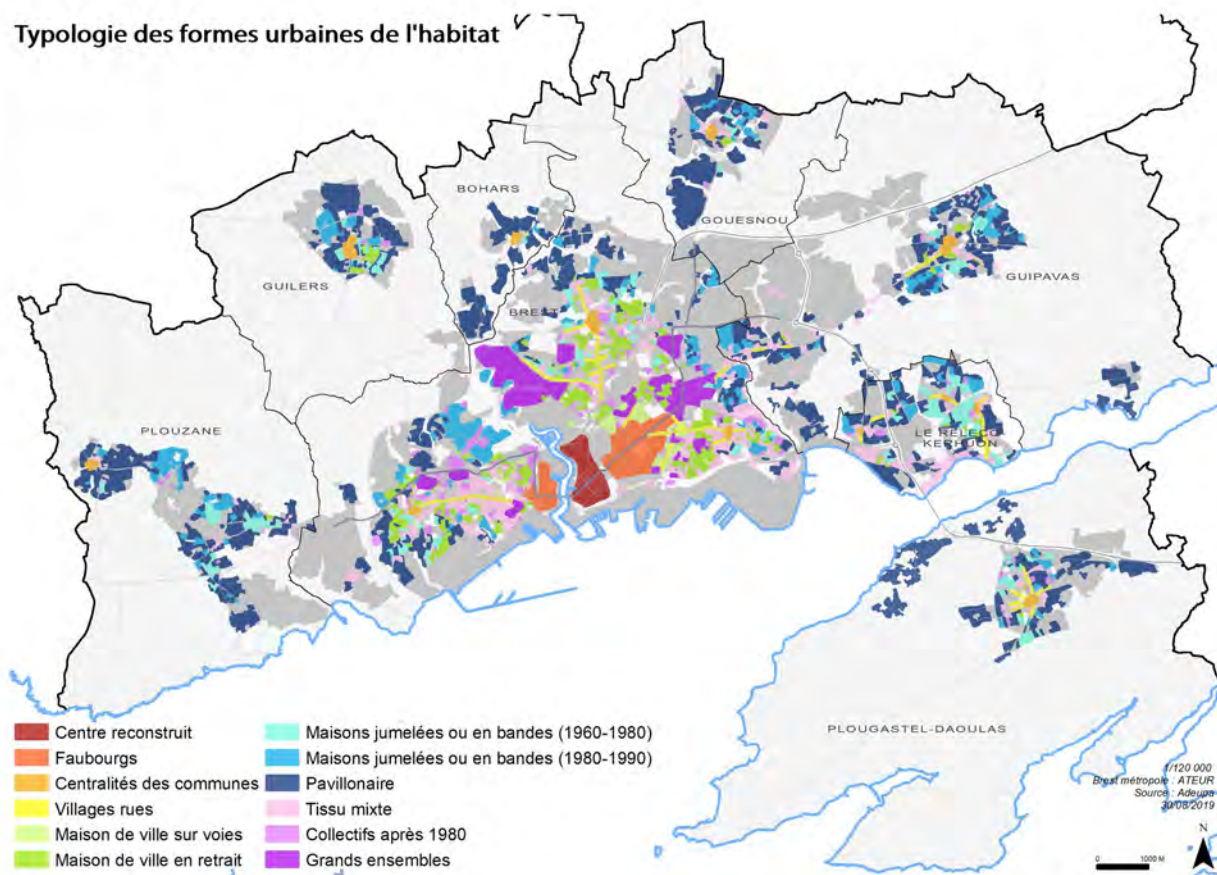 Typologie des formes urbaines de l'habitat
BOHARS
GOUESNOU
GUILERS
GUIPAVAS
BREST
PLOUZANE
LE RELECQ
KERHUON
PLOUGASTEL-DAOULAS
Centre reconstruit
Faubourgs
Centralités des communes
Villages rues
Maison de ville sur voies
Maison de ville en retrait
Maisons jumelées ou en bandes (1960-1980)
Maisons jumelées ou en bandes (1980-1990)
Pavillonaire
Tissu mixte
Collectifs après 1980
Grands ensembles
1/120 000
Brest métropole : ATEUR
Source : Adeupa
30/08/2019
N
0 1000 M